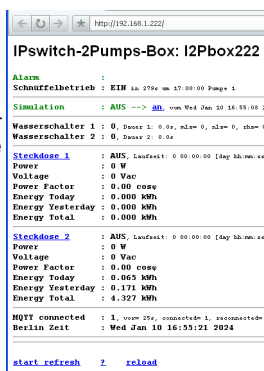 http://192.168.1.222/
IPswitch-2Pumps-Box: I2Pbox222
Alarm :
Schnüffelbetrieb : EIN in 279s um 17:00:00 Pumpe 1
Simulation : AUS --> an, vom Wed Jan 10 16:55:08
Wasserschalter 1 : 0, Dauer 1: 0.0s, mls= 0, nls= 0, rhs=
Wasserschalter 2 : 0, Dauer 2: 0.0s
Steckdose 1 : AUS, Laufzeit: 0 00:00:00 [day hh:mm:ss
Power : 0 W
Voltage : 0 Vac
Power Factor : 0.00 cosφ
Energy Today : 0.000 kWh
Energy Yesterday : 0.000 kWh
Energy Total : 0.000 kWh
Steckdose 2 : AUS, Laufzeit: 0 00:00:00 [day hh:mm:ss
Power : 0 W
Voltage : 0 Vac
Power Factor : 0.00 cosφ
Energy Today : 0.065 kWh
Energy Yesterday : 0.171 kWh
Energy Total : 4.327 kWh
MQTT connected : 1, vor= 25s, connected= 1, reconnected=
Berlin Zeit : Wed Jan 10 16:55:21 2024
start refresh ? reload